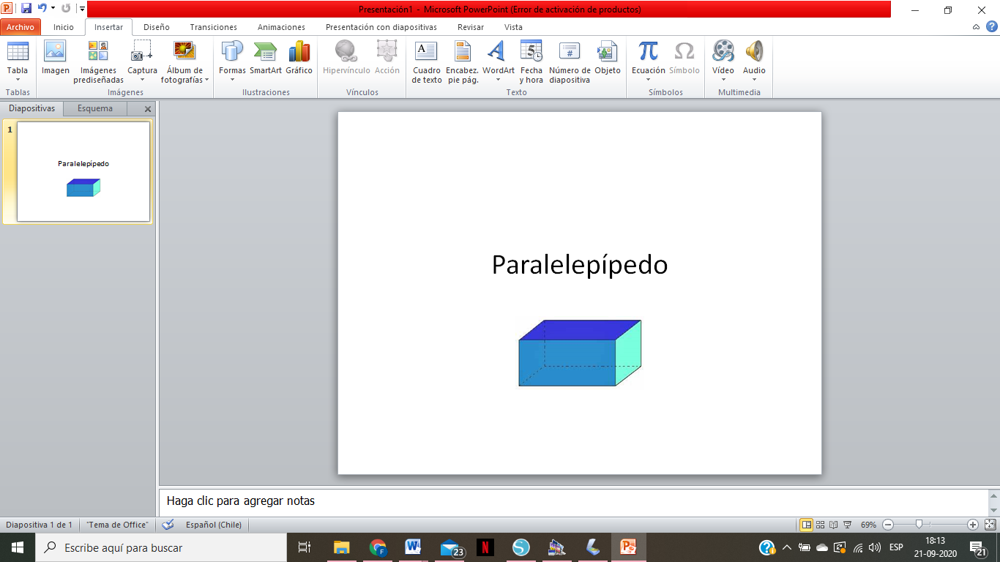 Presentación1 - Microsoft PowerPoint (Error de activación de productos)
Archivo Inicio Insertar Diseño Transiciones Animaciones Presentación con diapositivas Revisar Vista
Tabla Imagen Imágenes prediseñadas Captura Álbum de fotografías Formas SmartArt Gráfico Hipervínculo Acción Cuadro de texto Encabez. pie pág. WordArt Fecha y hora Número de diapositiva Objeto Ecuación Símbolo Vídeo Audio
Tablas Imágenes Ilustraciones Vínculos Texto Símbolos Multimedia
Diapositivas Esquema
1
Paralelepípedo
Paralelepípedo
Haga clic para agregar notas
Diapositiva 1 de 1 "Tema de Office" Español (Chile) 69%
Escribe aquí para buscar
23
ESP
18:13
21-09-2020
21